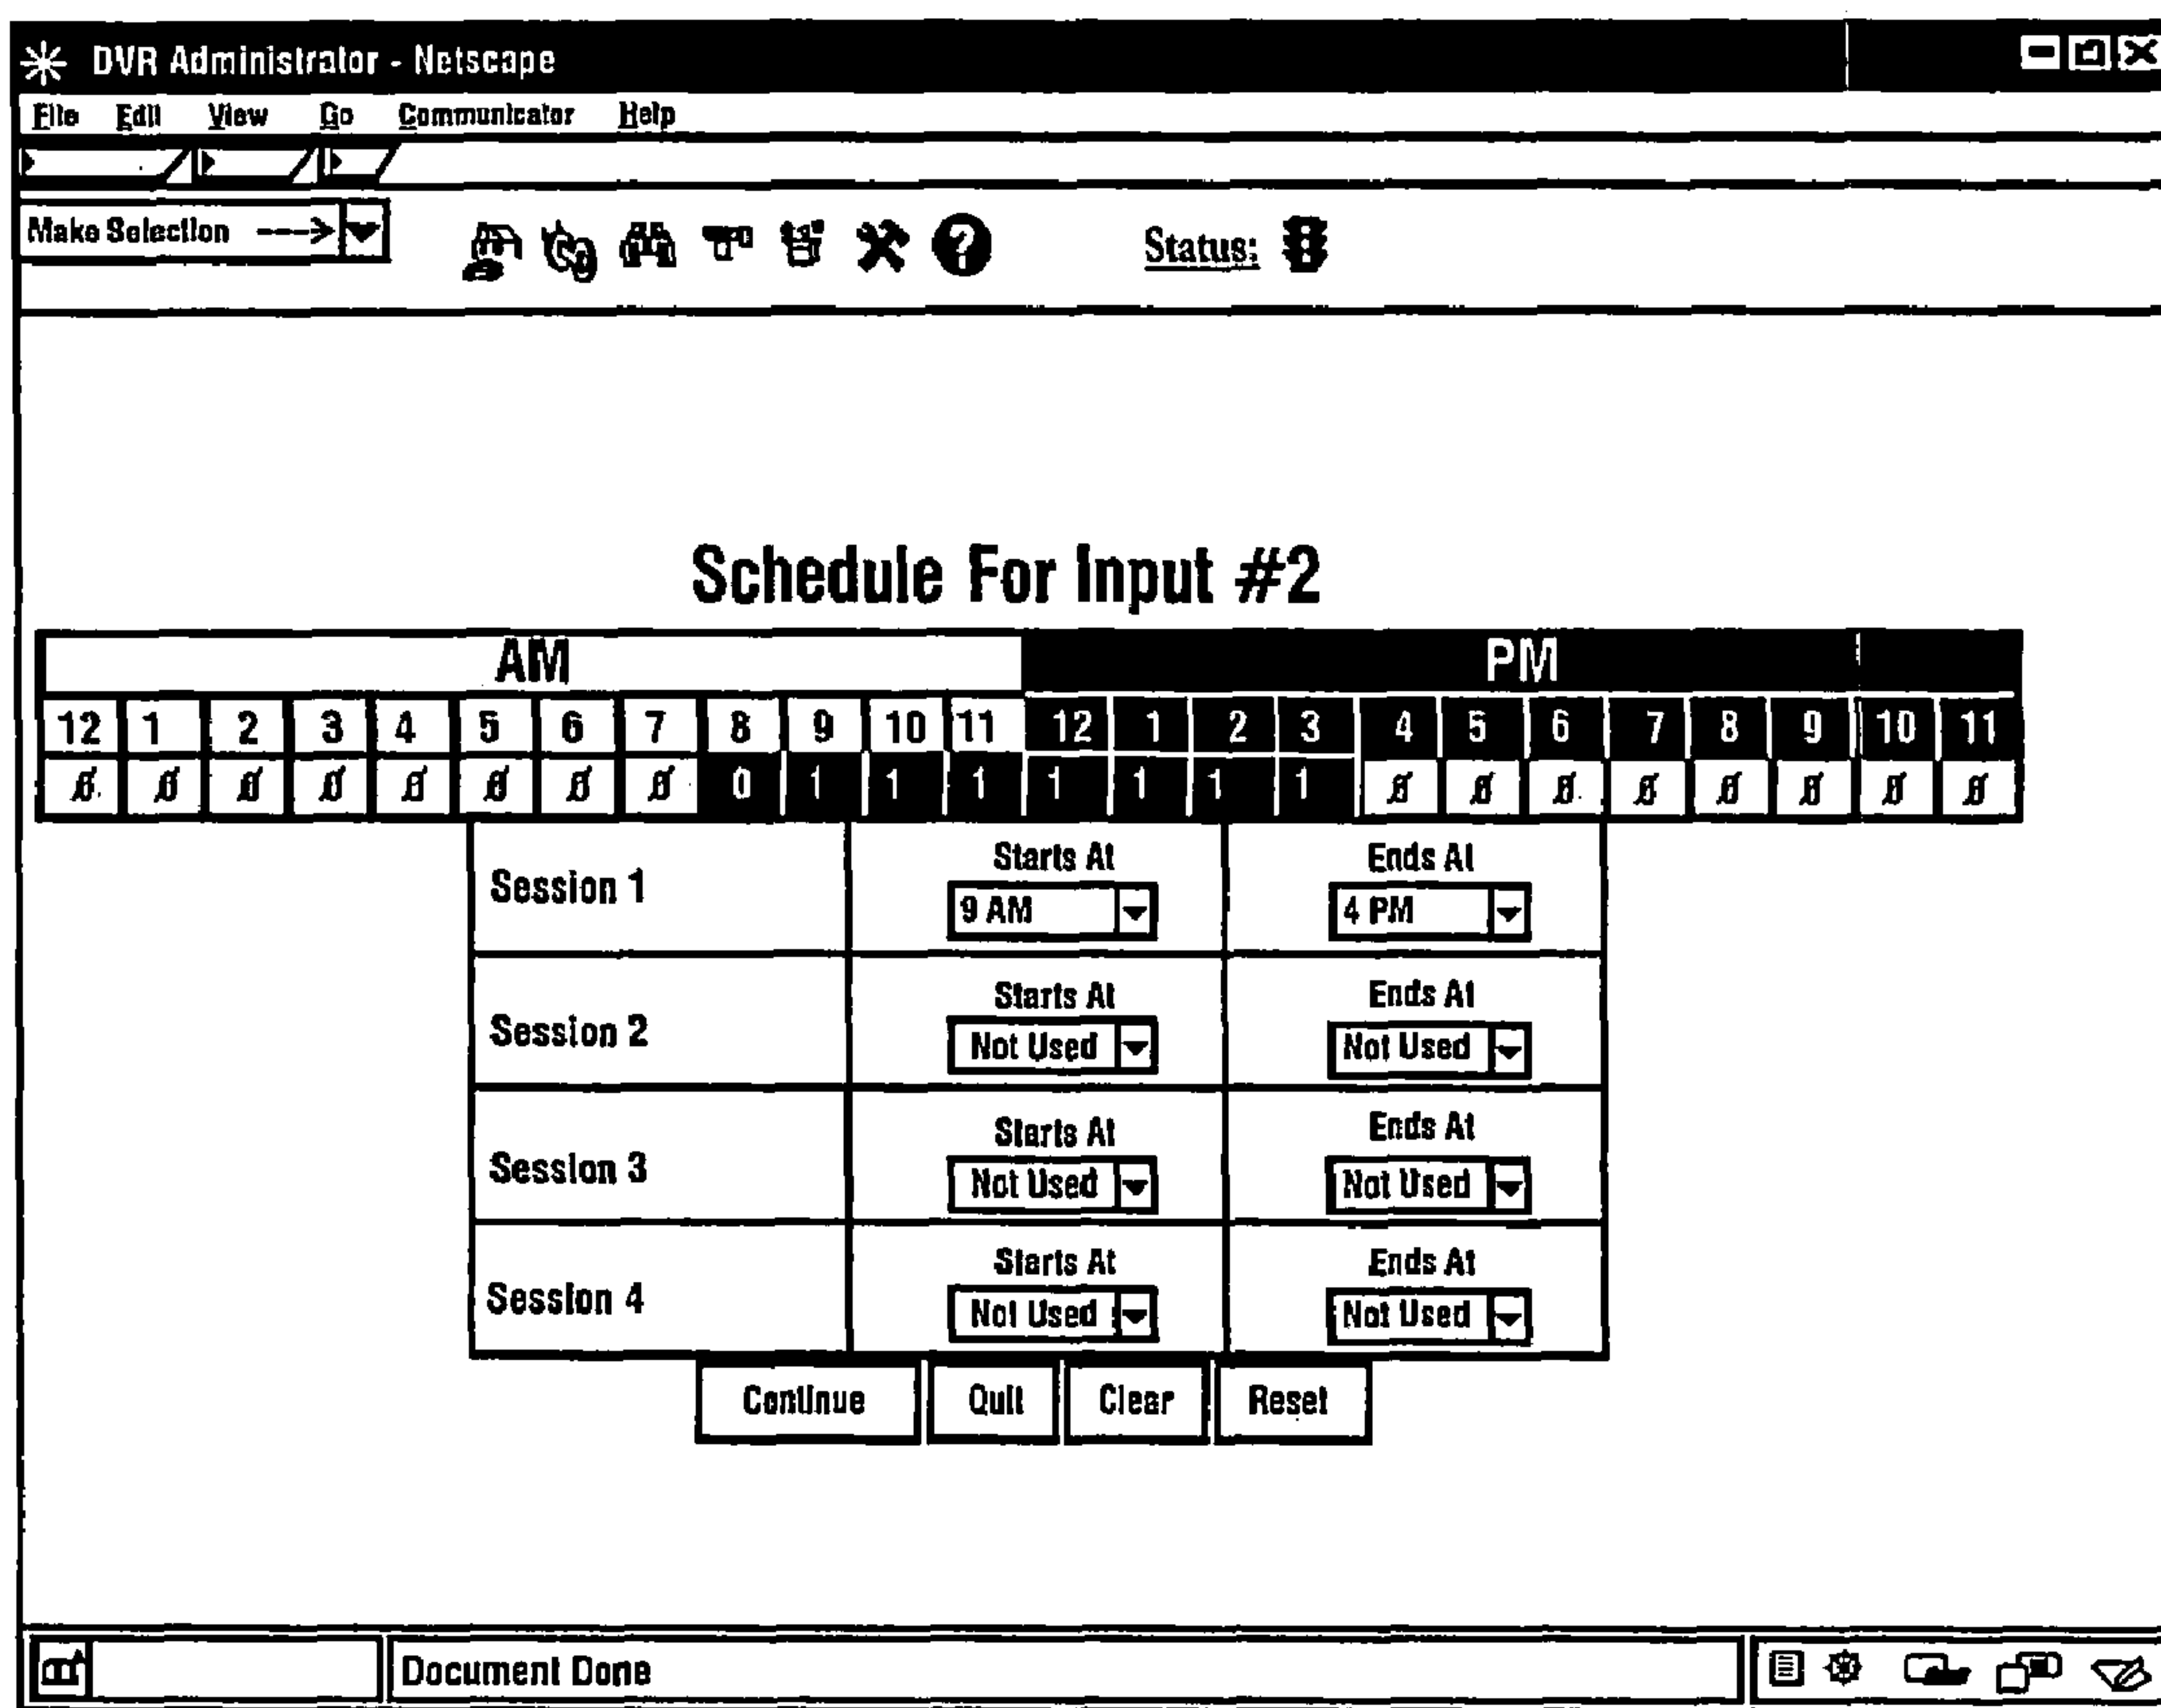 DVR Administrator - Netscape
File Edit View Go Communicator Help
Make Selection ---> Status:
Schedule For Input #2
AM PM
12 1 2 3 4 5 6 7 8 9 10 11 12 1 2 3 4 5 6 7 8 9 10 11
Ø Ø Ø Ø Ø Ø Ø Ø 0 1 1 1 1 1 1 1 Ø Ø Ø Ø Ø Ø Ø Ø
Starts At Ends At
Session 1 9 AM 4 PM
Starts At Ends At
Session 2 Not Used Not Used
Starts At Ends At
Session 3 Not Used Not Used
Starts At Ends At
Session 4 Not Used Not Used
Continue Quit Clear Reset
Document Done